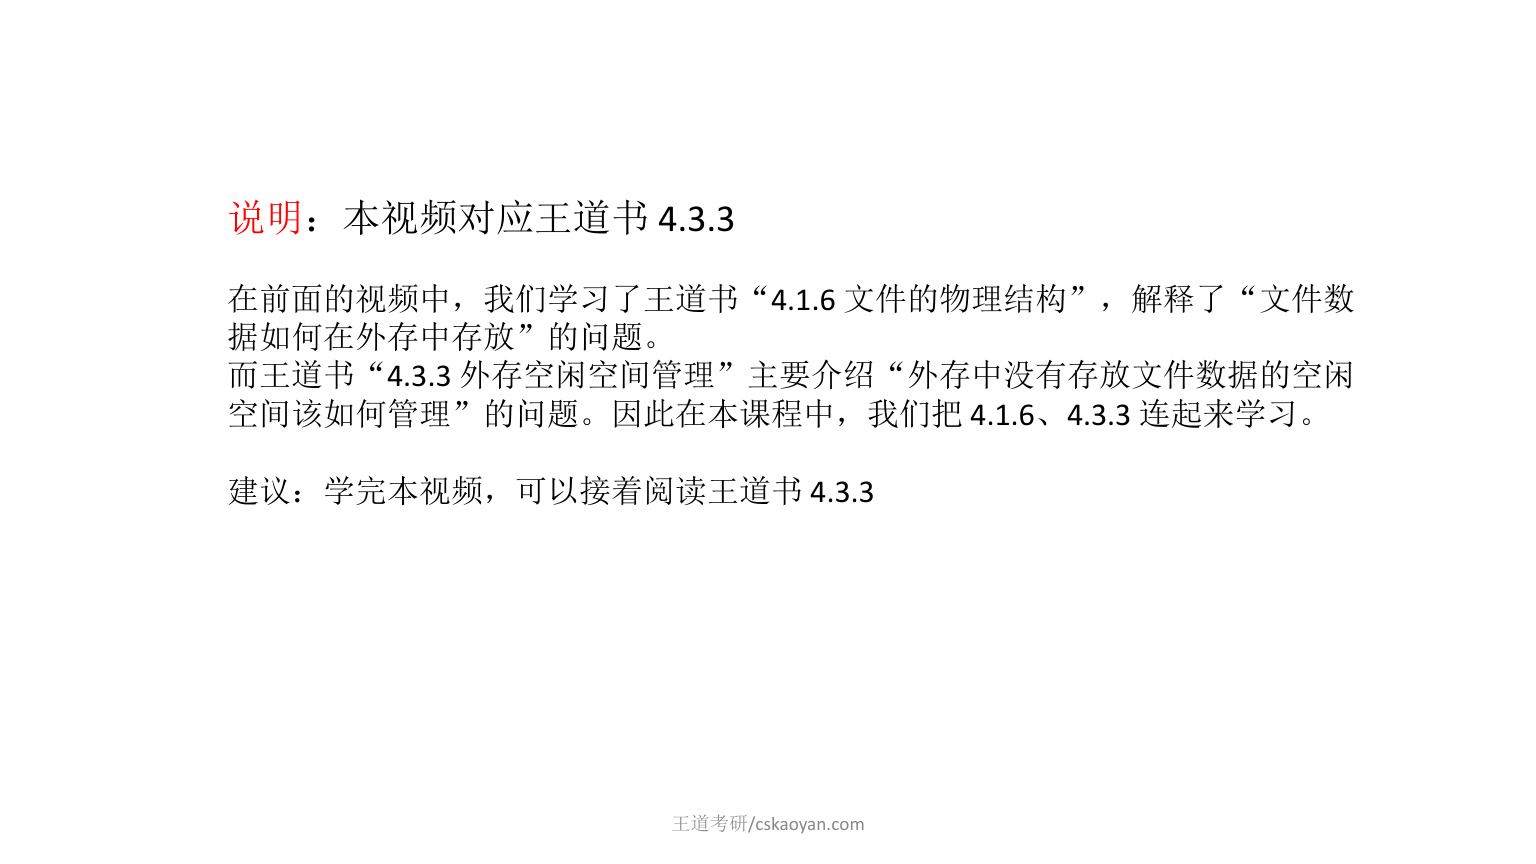 说明：本视频对应王道书 4.3.3
在前面的视频中，我们学习了王道书“4.1.6 文件的物理结构”，解释了“文件数
据如何在外存中存放”的问题。
而王道书“4.3.3 外存空闲空间管理”主要介绍“外存中没有存放文件数据的空闲
空间该如何管理”的问题。因此在本课程中，我们把 4.1.6、4.3.3 连起来学习。
建议：学完本视频，可以接着阅读王道书 4.3.3
王道考研/cskaoyan.com